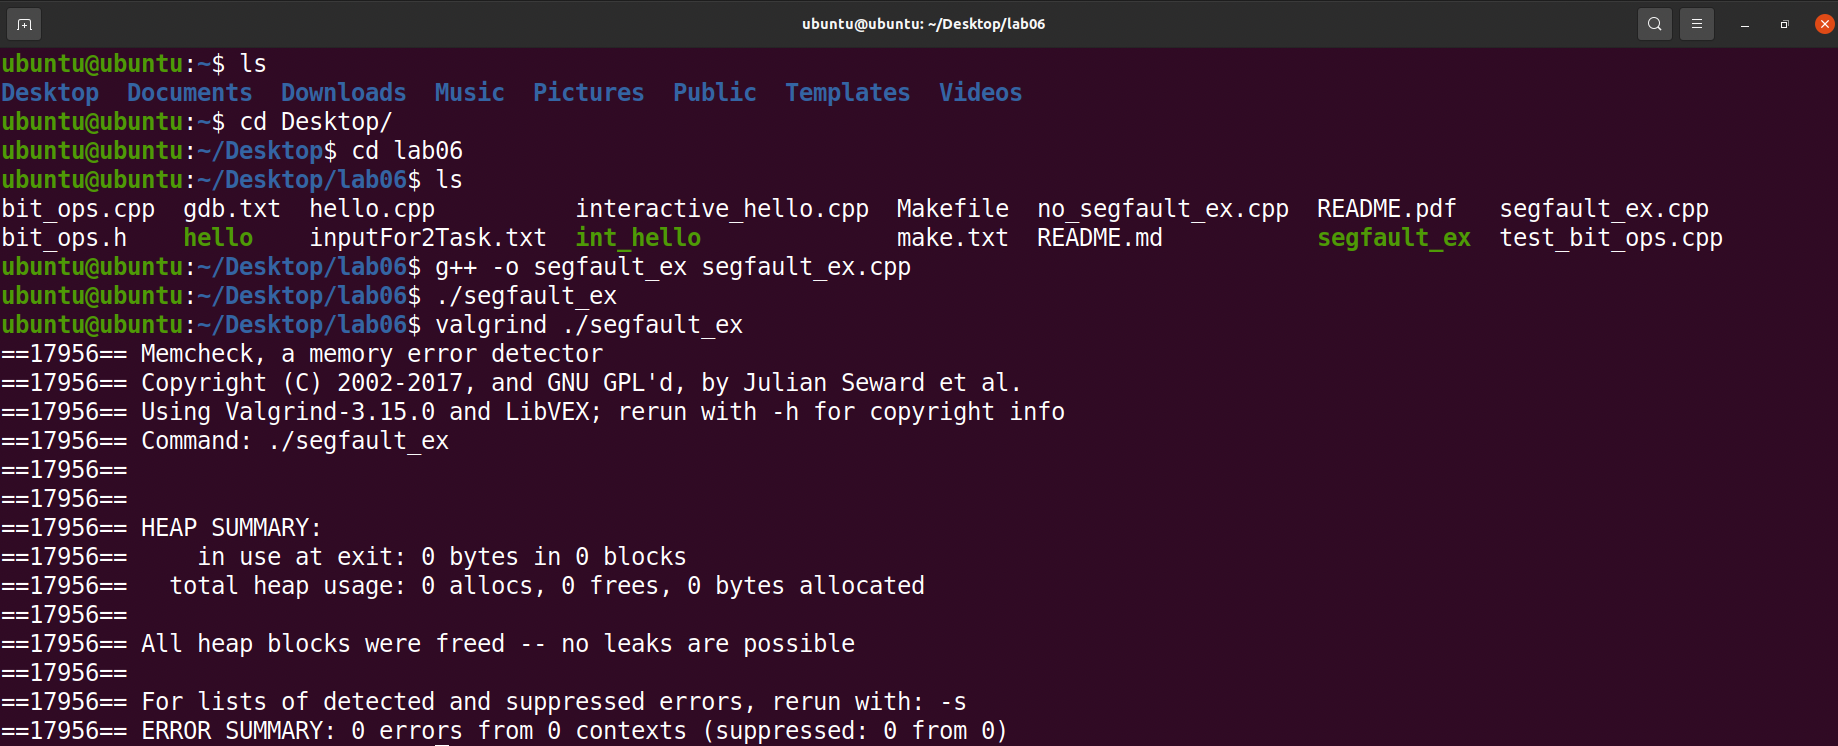 ubuntu@ubuntu: ~/Desktop/lab06
ubuntu@ubuntu:~$ ls
Desktop  Documents  Downloads  Music  Pictures  Public  Templates  Videos
ubuntu@ubuntu:~$ cd Desktop/
ubuntu@ubuntu:~/Desktop$ cd lab06
ubuntu@ubuntu:~/Desktop/lab06$ ls
bit_ops.cpp  gdb.txt  hello.cpp          interactive_hello.cpp  Makefile  no_segfault_ex.cpp  README.pdf   segfault_ex.cpp
bit_ops.h    hello    inputFor2Task.txt  int_hello              make.txt  README.md           segfault_ex  test_bit_ops.cpp
ubuntu@ubuntu:~/Desktop/lab06$ g++ -o segfault_ex segfault_ex.cpp
ubuntu@ubuntu:~/Desktop/lab06$ ./segfault_ex
ubuntu@ubuntu:~/Desktop/lab06$ valgrind ./segfault_ex
==17956== Memcheck, a memory error detector
==17956== Copyright (C) 2002-2017, and GNU GPL'd, by Julian Seward et al.
==17956== Using Valgrind-3.15.0 and LibVEX; rerun with -h for copyright info
==17956== Command: ./segfault_ex
==17956==
==17956==
==17956== HEAP SUMMARY:
==17956==     in use at exit: 0 bytes in 0 blocks
==17956==   total heap usage: 0 allocs, 0 frees, 0 bytes allocated
==17956==
==17956== All heap blocks were freed -- no leaks are possible
==17956==
==17956== For lists of detected and suppressed errors, rerun with: -s
==17956== ERROR SUMMARY: 0 errors from 0 contexts (suppressed: 0 from 0)